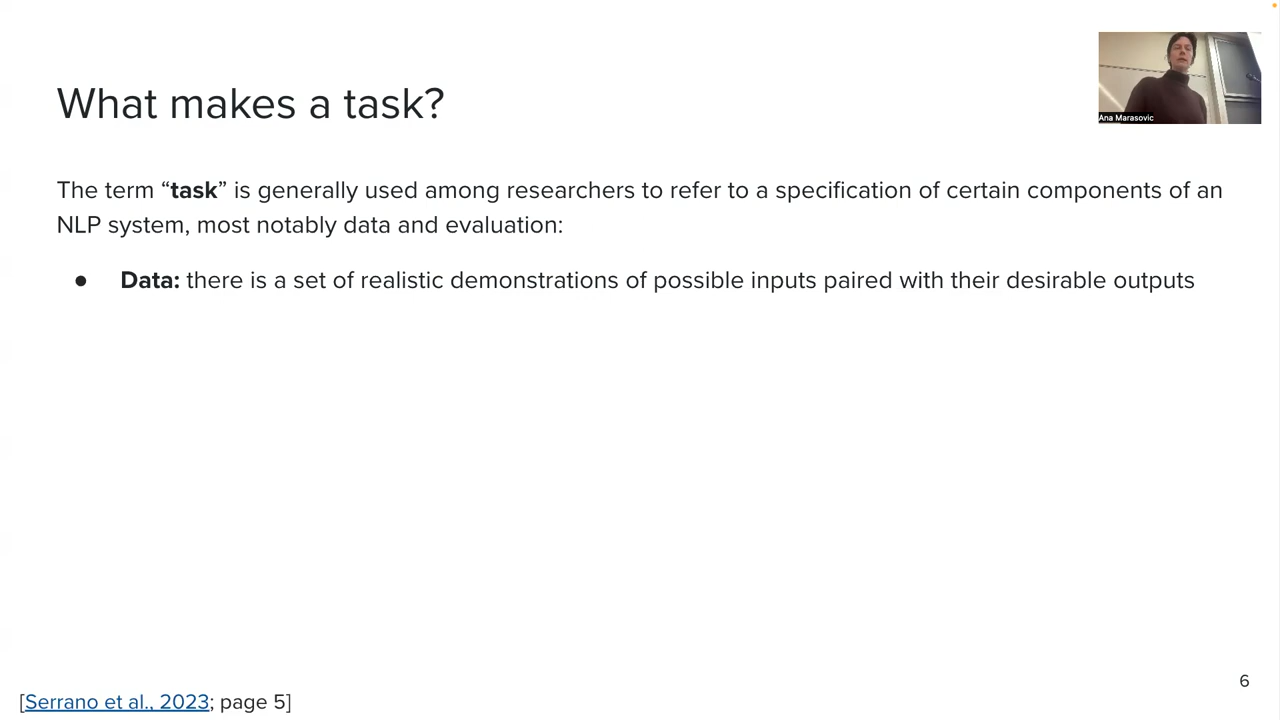 Ana Marasovic
What makes a task?
The term “task” is generally used among researchers to refer to a specification of certain components of an
NLP system, most notably data and evaluation:
● Data: there is a set of realistic demonstrations of possible inputs paired with their desirable outputs
6
[Serrano et al., 2023; page 5]